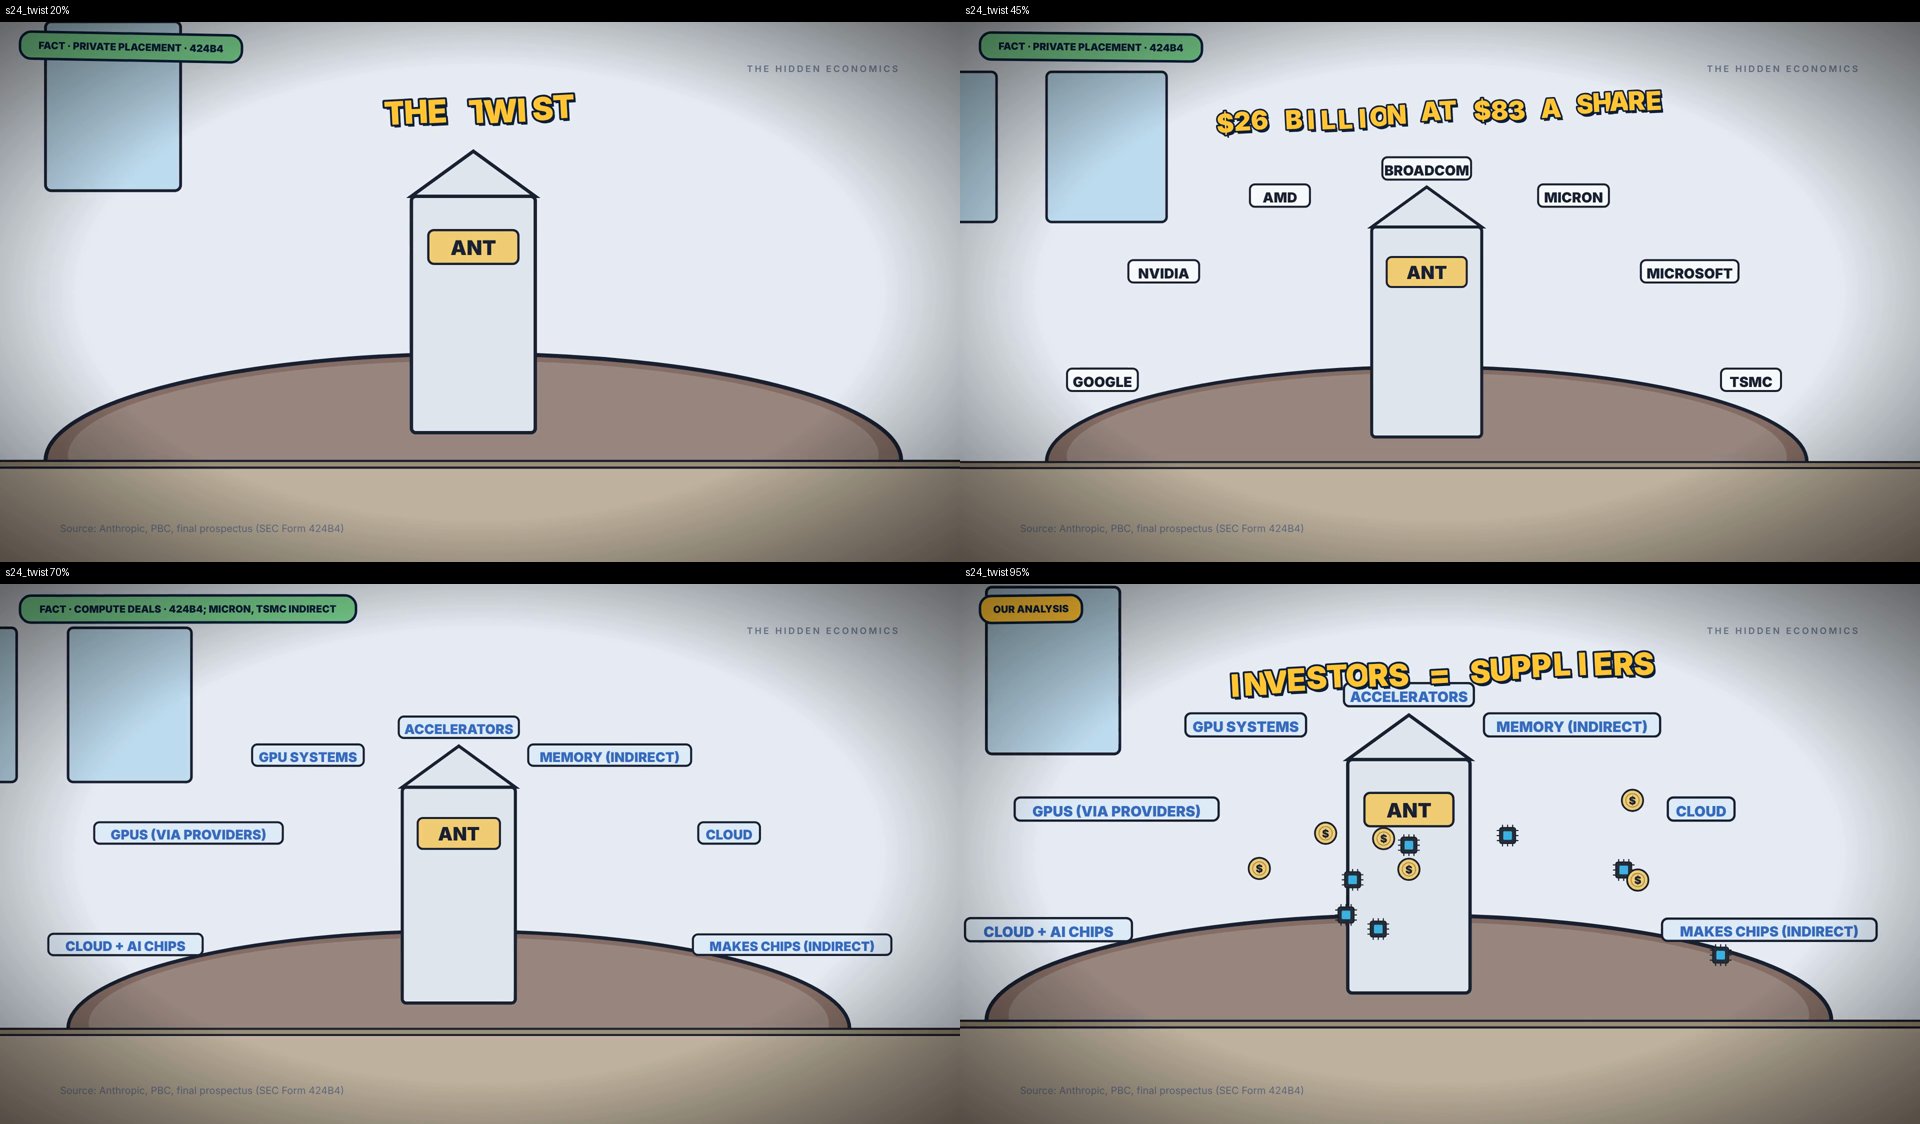 s24_twist 20%
FACT · PRIVATE PLACEMENT · 424B4
THE HIDDEN ECONOMICS
THE TWIST
ANT
Source: Anthropic, PBC, final prospectus (SEC Form 424B4)
s24_twist 45%
FACT · PRIVATE PLACEMENT · 424B4
THE HIDDEN ECONOMICS
$26 BILLION AT $83 A SHARE
BROADCOM
AMD
MICRON
NVIDIA
ANT
MICROSOFT
GOOGLE
TSMC
Source: Anthropic, PBC, final prospectus (SEC Form 424B4)
s24_twist 70%
FACT · COMPUTE DEALS · 424B4; MICRON, TSMC INDIRECT
THE HIDDEN ECONOMICS
ACCELERATORS
GPU SYSTEMS
MEMORY (INDIRECT)
GPUS (VIA PROVIDERS)
ANT
CLOUD
CLOUD + AI CHIPS
MAKES CHIPS (INDIRECT)
Source: Anthropic, PBC, final prospectus (SEC Form 424B4)
s24_twist 95%
OUR ANALYSIS
THE HIDDEN ECONOMICS
INVESTORS = SUPPLIERS
ACCELERATORS
GPU SYSTEMS
MEMORY (INDIRECT)
GPUS (VIA PROVIDERS)
ANT
CLOUD
$
$
$
$
$
CLOUD + AI CHIPS
MAKES CHIPS (INDIRECT)
Source: Anthropic, PBC, final prospectus (SEC Form 424B4)